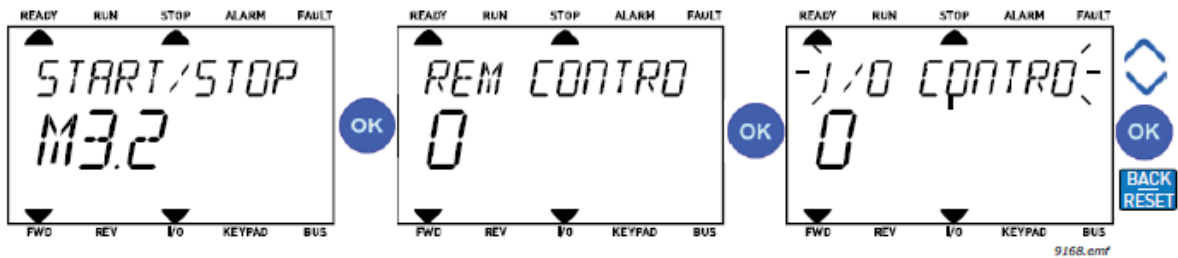 READY RUN STOP ALARM FAULT
START/STOP
M3.2
FWD REV I/O KEYPAD BUS
OK
READY RUN STOP ALARM FAULT
REM CONTRO
0
FWD REV I/O KEYPAD BUS
OK
READY RUN STOP ALARM FAULT
I/O CONTRO
0
FWD REV I/O KEYPAD BUS
OK
BACK
RESET
9168.emf